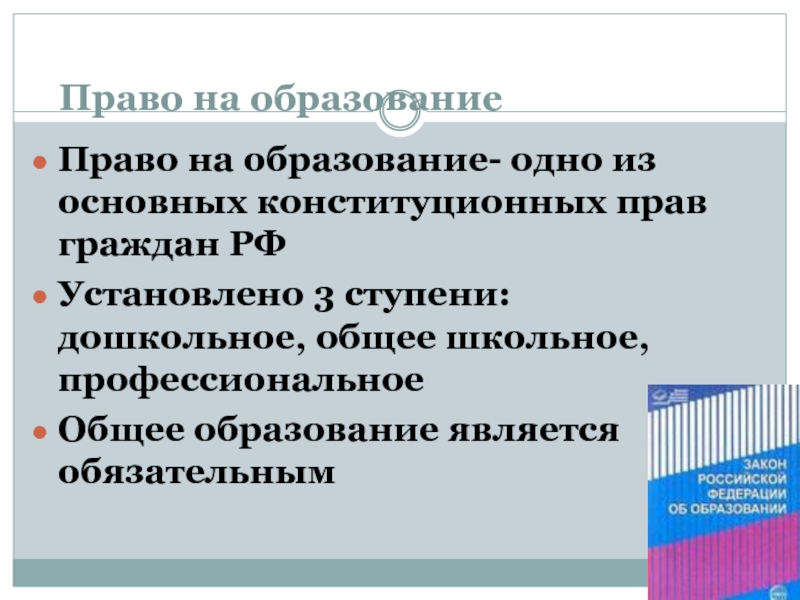 Право на образование
Право на образование- одно из
основных конституционных прав
граждан РФ
Установлено 3 ступени:
дошкольное, общее школьное,
профессиональное
Общее образование является
обязательным
ЗАКОН
РОССИЙСКОЙ
ФЕДЕРАЦИИ
ОБ ОБРАЗОВАНИИ